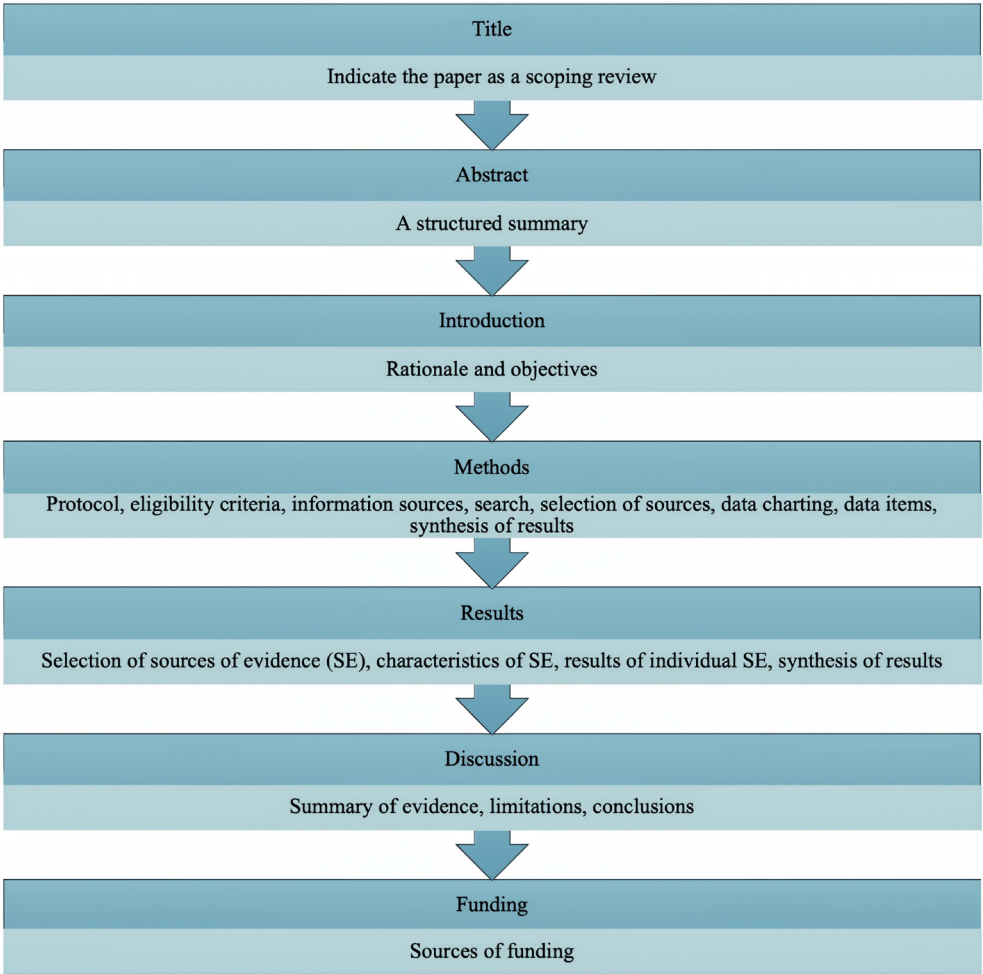 Title
Indicate the paper as a scoping review
Abstract
A structured summary
Introduction
Rationale and objectives
Methods
Protocol, eligibility criteria, information sources, search, selection of sources, data charting, data items,
synthesis of results
Results
Selection of sources of evidence (SE), characteristics of SE, results of individual SE, synthesis of results
Discussion
Summary of evidence, limitations, conclusions
Funding
Sources of funding